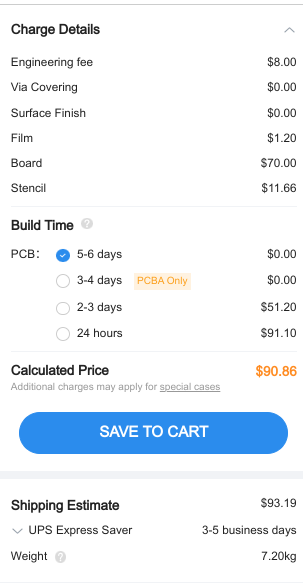 Charge Details
Engineering fee $8.00
Via Covering $0.00
Surface Finish $0.00
Film $1.20
Board $70.00
Stencil $11.66
Build Time ?
PCB: 5-6 days $0.00
3-4 days PCBA Only $0.00
2-3 days $51.20
24 hours $91.10
Calculated Price $90.86
Additional charges may apply for special cases
SAVE TO CART
Shipping Estimate $93.19
UPS Express Saver 3-5 business days
Weight ? 7.20kg